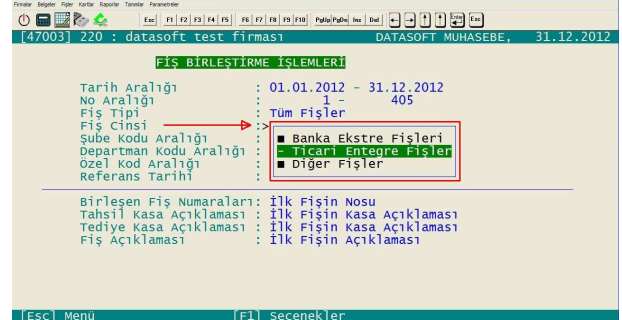 Firmalar Belgeler Fişler Kartlar Raporlar Tanımlar Parametreler
Esc F1 F2 F3 F4 F5 F6 F7 F8 F9 F10 PgUp PgDn Ins Del Enter Esc
[47003] 220 : datasoft test firması DATASOFT MUHASEBE, 31.12.2012
FİŞ BİRLEŞTİRME İŞLEMLERİ
Tarih Aralığı : 01.01.2012 - 31.12.2012
No Aralığı : 1 - 405
Fiş Tipi : Tüm Fişler
Fiş Cinsi :>
■ Banka Ekstre Fişleri
- Ticari Entegre Fişler
■ Diğer Fişler
Şube Kodu Aralığı :
Departman Kodu Aralığı :
Özel Kod Aralığı :
Referans Tarihi :
Birleşen Fiş Numaraları: İlk Fişin Nosu
Tahsil Kasa Açıklaması : İlk Fişin Kasa Açıklaması
Tediye Kasa Açıklaması : İlk Fişin Kasa Açıklaması
Fiş Açıklaması : İlk Fişin Açıklaması
[Esc] Menü [F1] Seçenekler